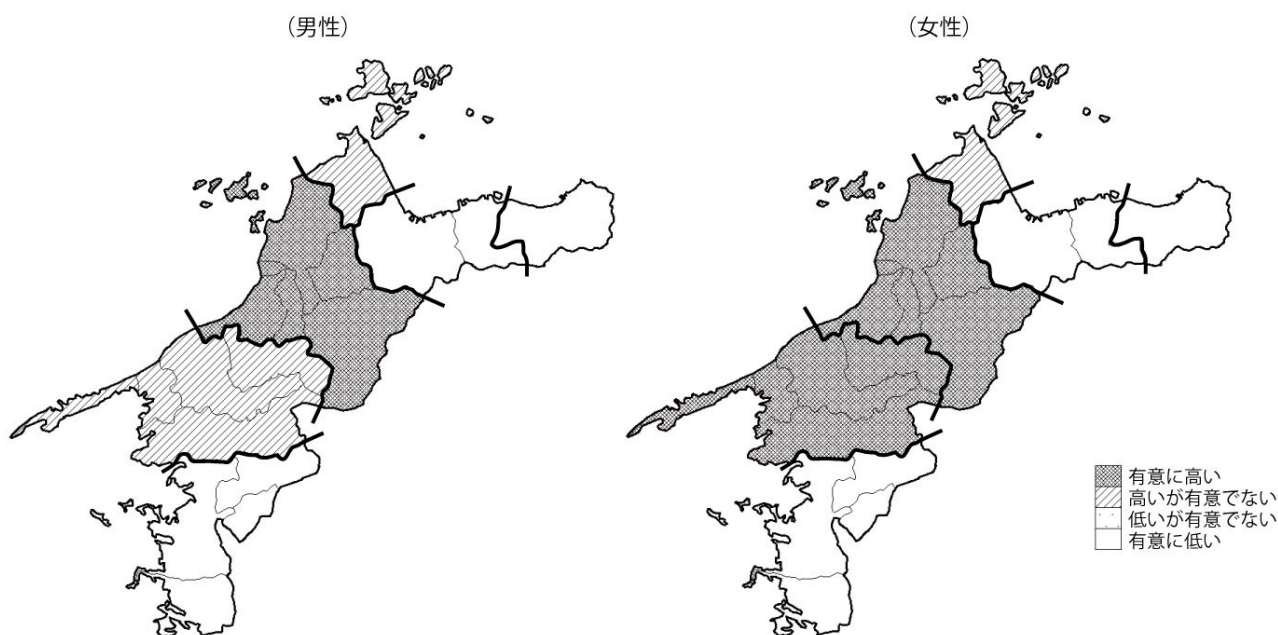 (男性)
(女性)
有意に高い
高いが有意でない
低いが有意でない
有意に低い